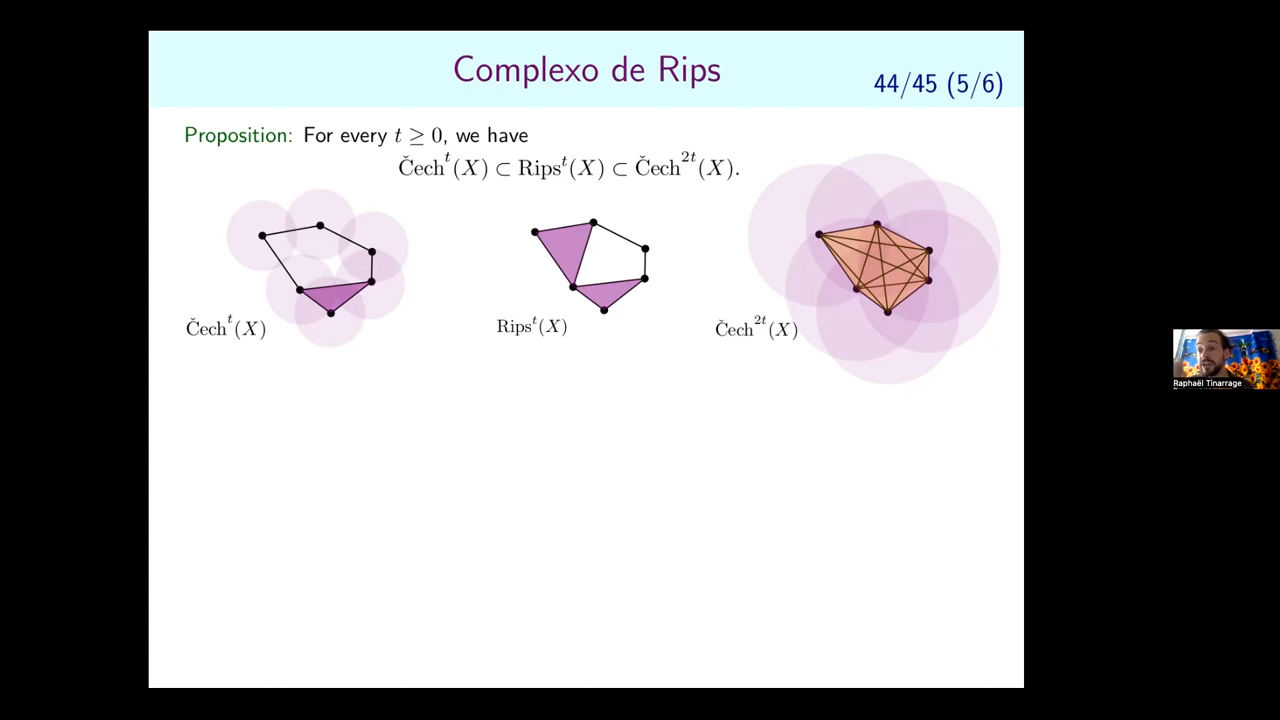 Complexo de Rips
44/45 (5/6)
Proposition: For every t ≥ 0, we have
Čech^t(X) ⊂ Rips^t(X) ⊂ Čech^2t(X).
Čech^t(X)
Rips^t(X)
Čech^2t(X)
Raphaël Tinarrage